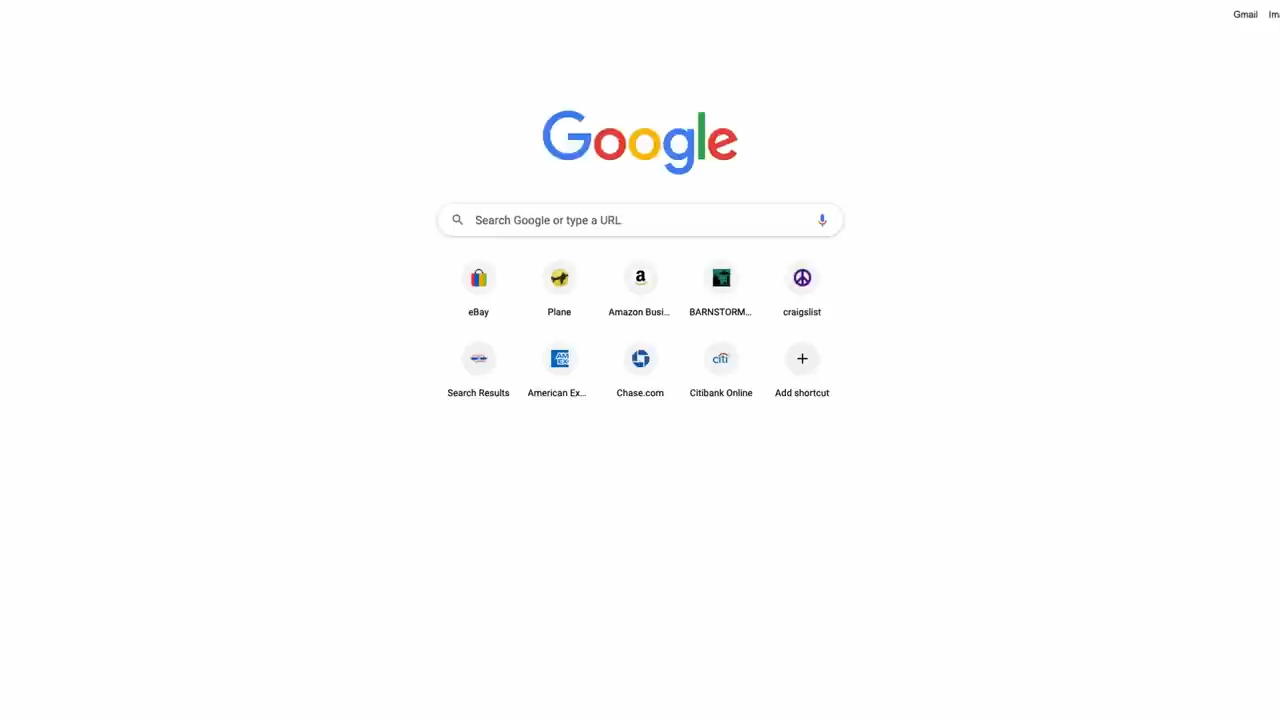 Gmail
Google
Search Google or type a URL
eBay Plane Amazon Busi... BARNSTORM... craigslist
Search Results American Ex... Chase.com Citibank Online Add shortcut